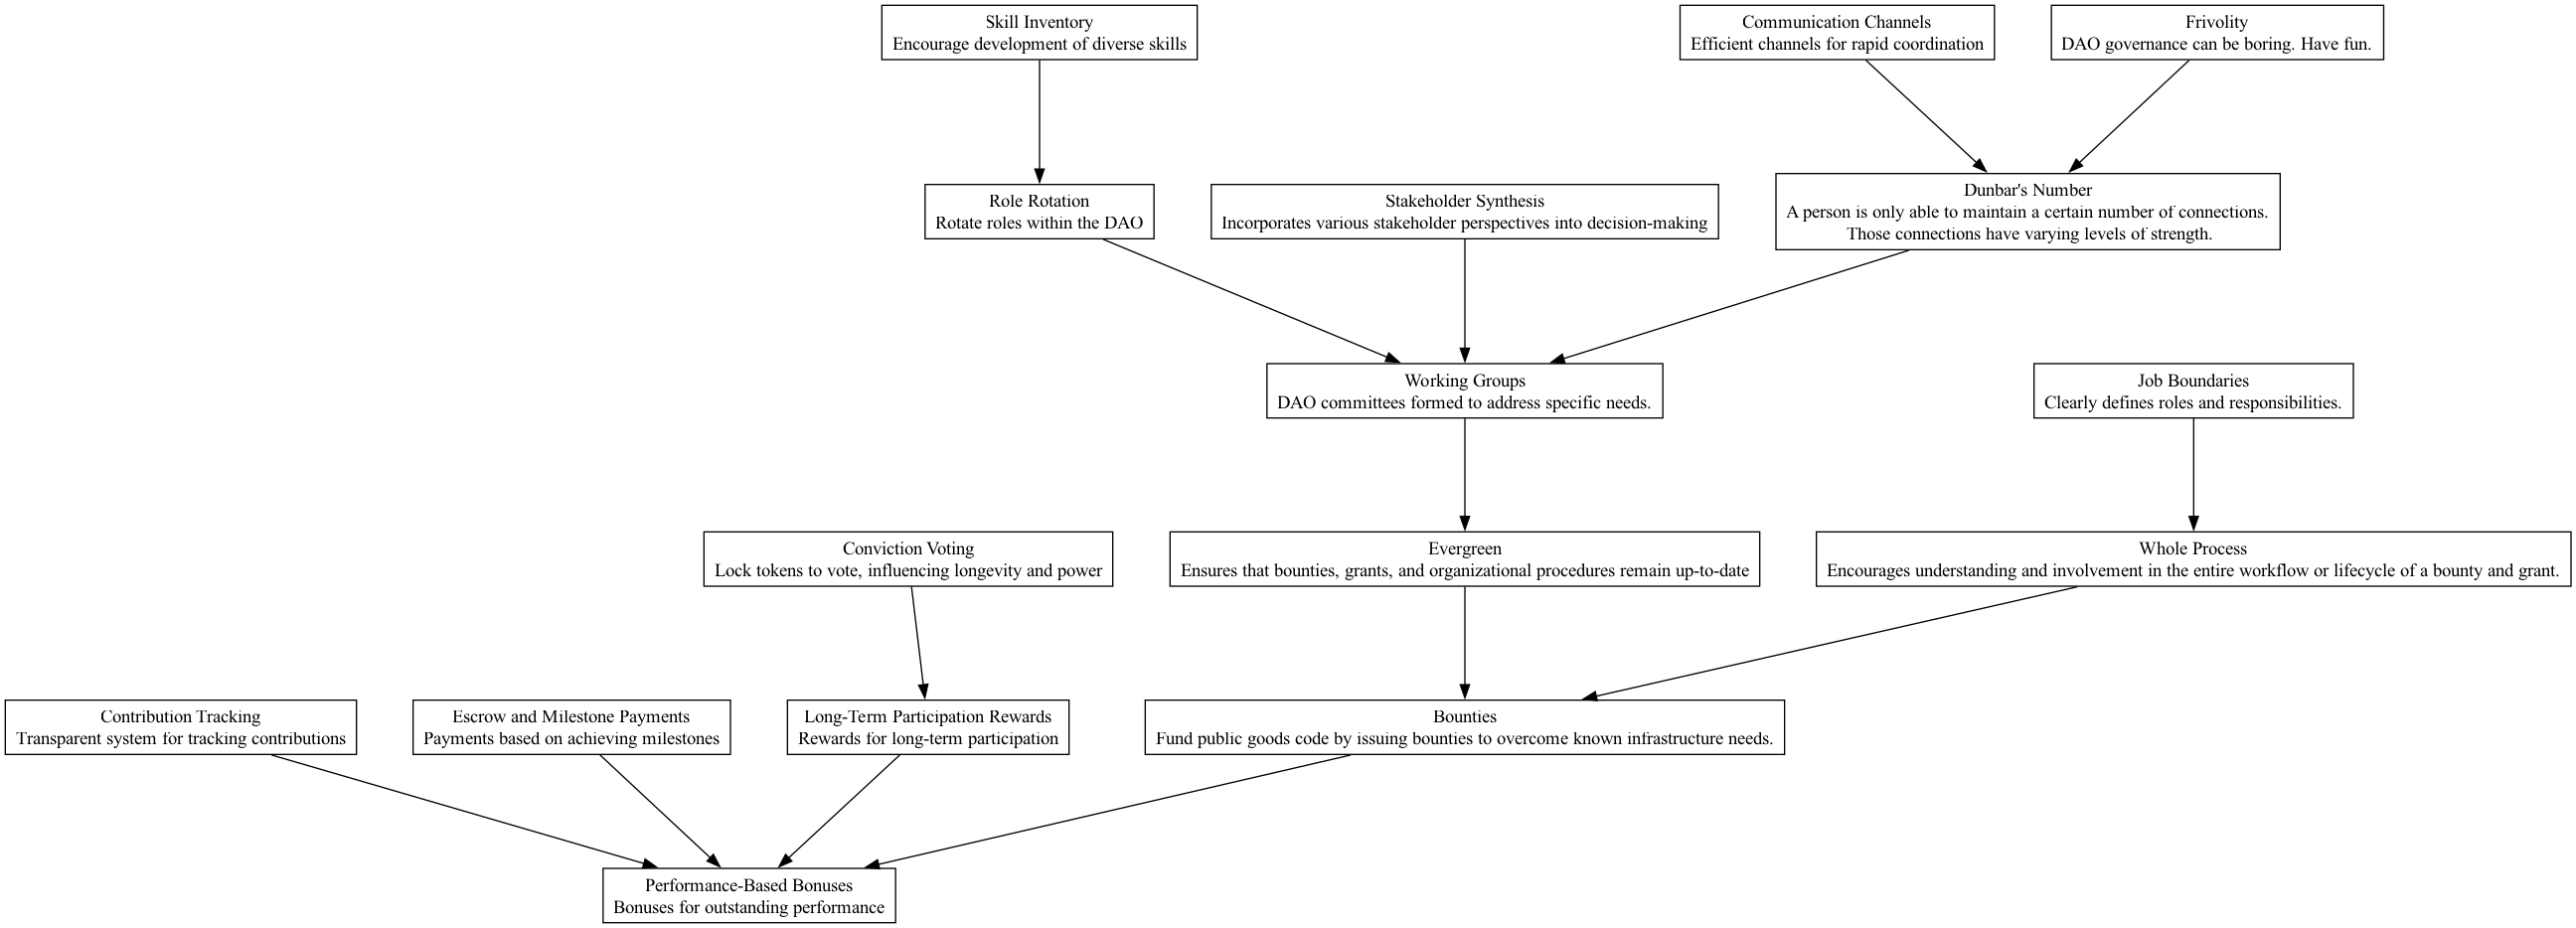 Skill Inventory
Encourage development of diverse skills
Communication Channels
Efficient channels for rapid coordination
Frivolity
DAO governance can be boring. Have fun.
Role Rotation
Rotate roles within the DAO
Stakeholder Synthesis
Incorporates various stakeholder perspectives into decision-making
Dunbar's Number
A person is only able to maintain a certain number of connections.
Those connections have varying levels of strength.
Working Groups
DAO committees formed to address specific needs.
Job Boundaries
Clearly defines roles and responsibilities.
Conviction Voting
Lock tokens to vote, influencing longevity and power
Evergreen
Ensures that bounties, grants, and organizational procedures remain up-to-date
Whole Process
Encourages understanding and involvement in the entire workflow or lifecycle of a bounty and grant.
Contribution Tracking
Transparent system for tracking contributions
Escrow and Milestone Payments
Payments based on achieving milestones
Long-Term Participation Rewards
Rewards for long-term participation
Bounties
Fund public goods code by issuing bounties to overcome known infrastructure needs.
Performance-Based Bonuses
Bonuses for outstanding performance